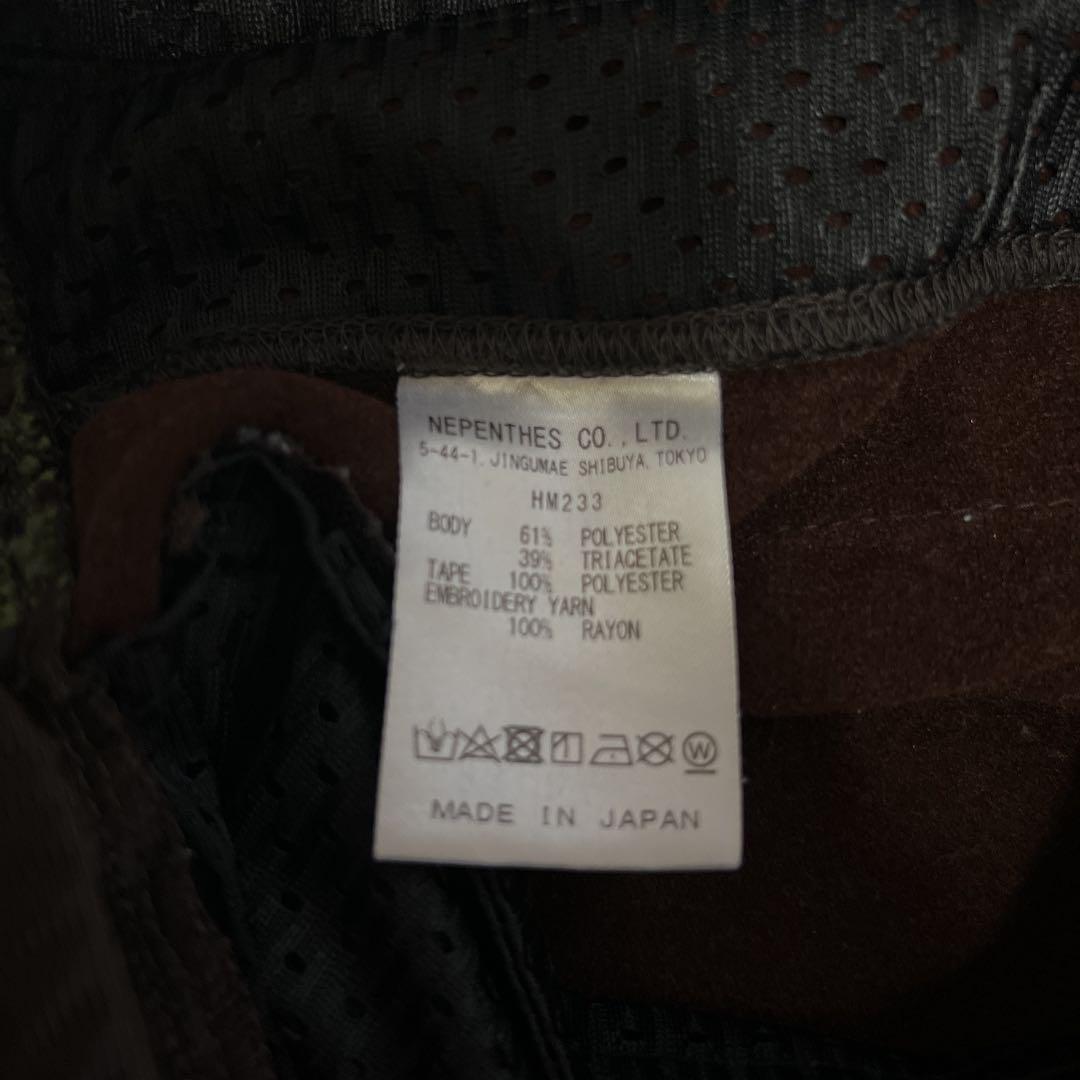 NEPENTHES CO.,LTD.
5-44-1, JINGUMAE SHIBUYA, TOKYO
HM233
BODY 61% POLYESTER
39% TRIACETATE
TAPE 100% POLYESTER
EMBROIDERY YARN
100% RAYON
W
MADE IN JAPAN